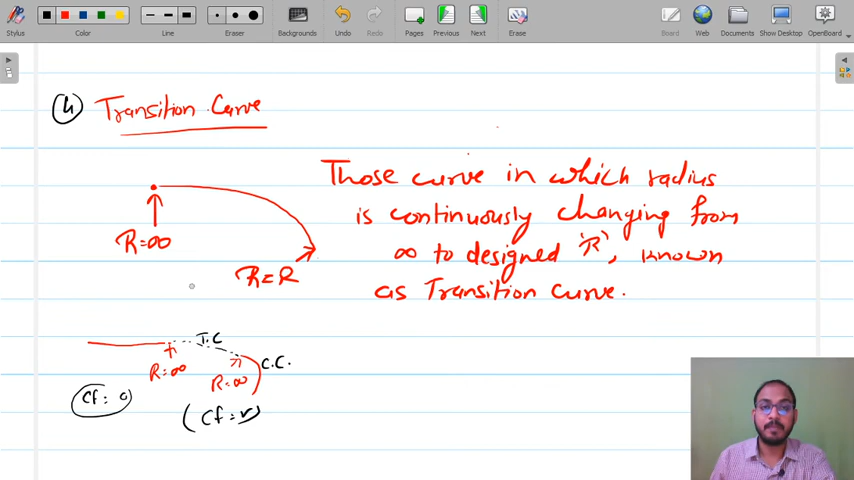 Stylus
Color
Line
Eraser
Backgrounds
Undo
Pages
Previous
Next
Erase
Board
Web
Documents
Show Desktop
OpenBoard
(4) Transition Curve
Those curve in which radius
is continuously changing from
∞ to designed 'R', known
as Transition curve.
R=∞
R=R
T.C
C.C.
R=∞
R=∞
Cf = 0
(Cf = ✓)